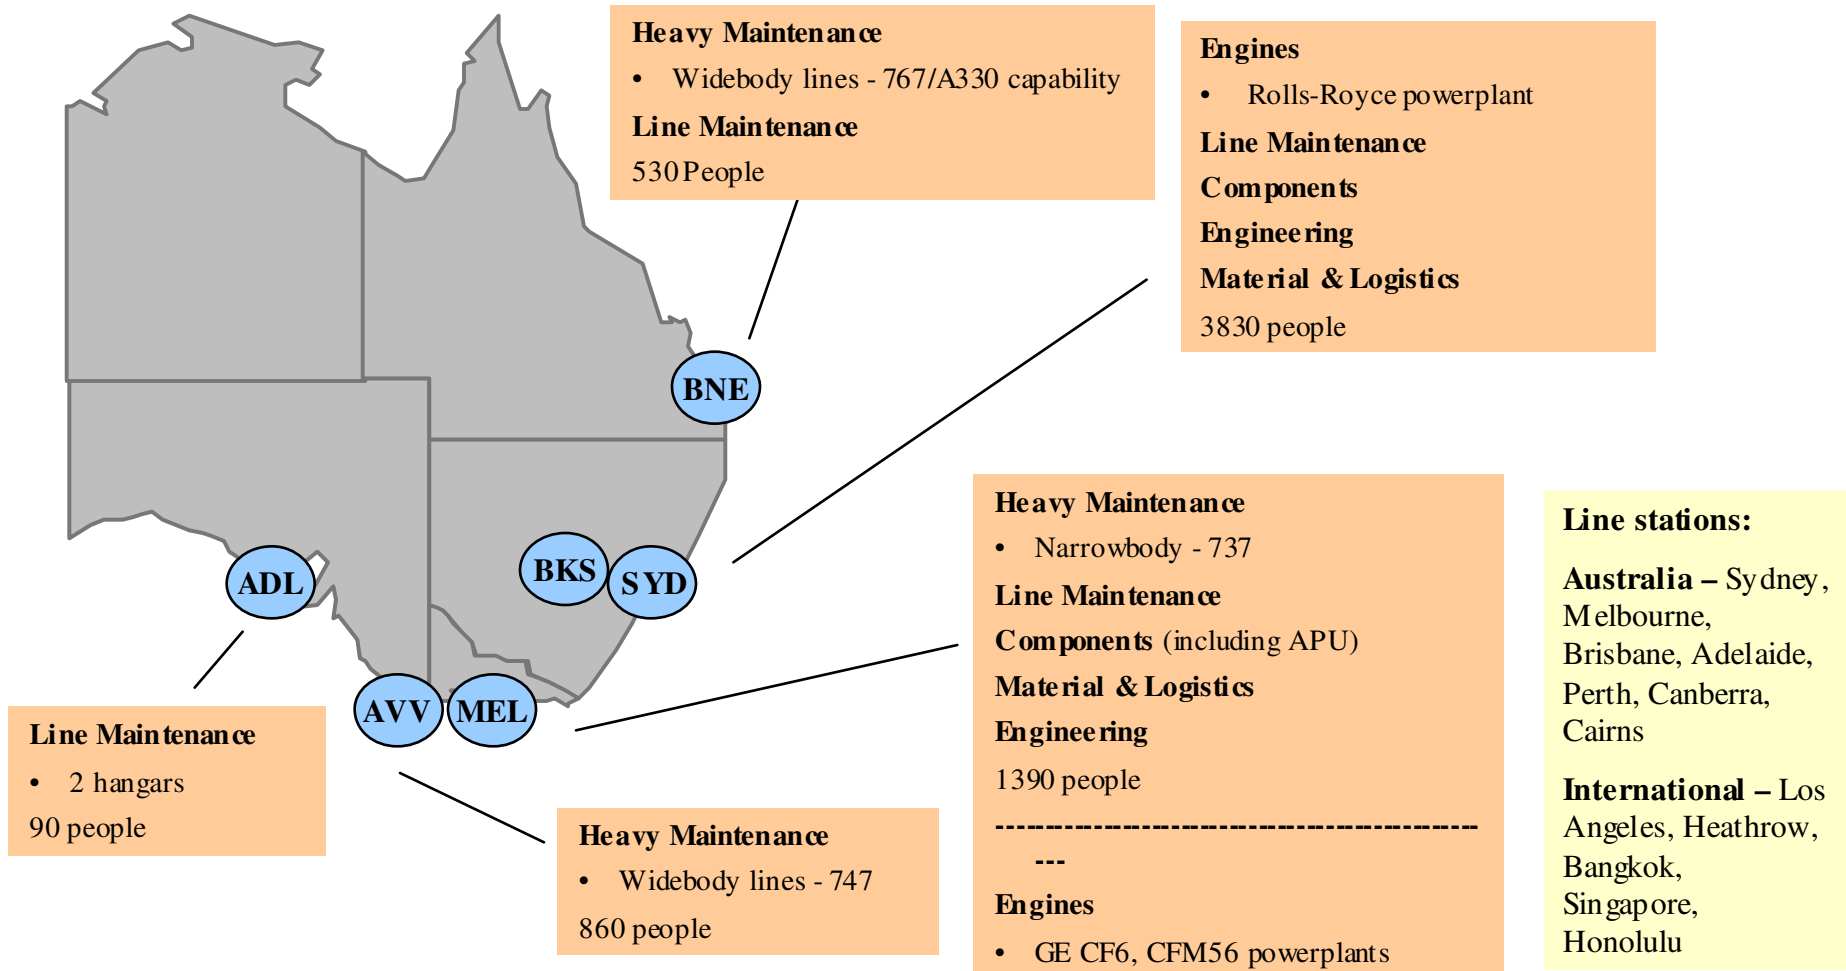 Heavy Maintenance
• Widebody lines - 767/A330 capability
Line Maintenance
530 People
Engines
• Rolls-Royce powerplant
Line Maintenance
Components
Engineering
Material & Logistics
3830 people
BNE
BKS
SYD
ADL
AVV
MEL
Line Maintenance
• 2 hangars
90 people
Heavy Maintenance
• Widebody lines - 747
860 people
Heavy Maintenance
• Narrowbody - 737
Line Maintenance
Components (including APU)
Material & Logistics
Engineering
1390 people
--------------------------------------------------
---
Engines
• GE CF6, CFM56 powerplants
Line stations:
Australia – Sydney,
Melbourne,
Brisbane, Adelaide,
Perth, Canberra,
Cairns
International – Los
Angeles, Heathrow,
Bangkok,
Singapore,
Honolulu